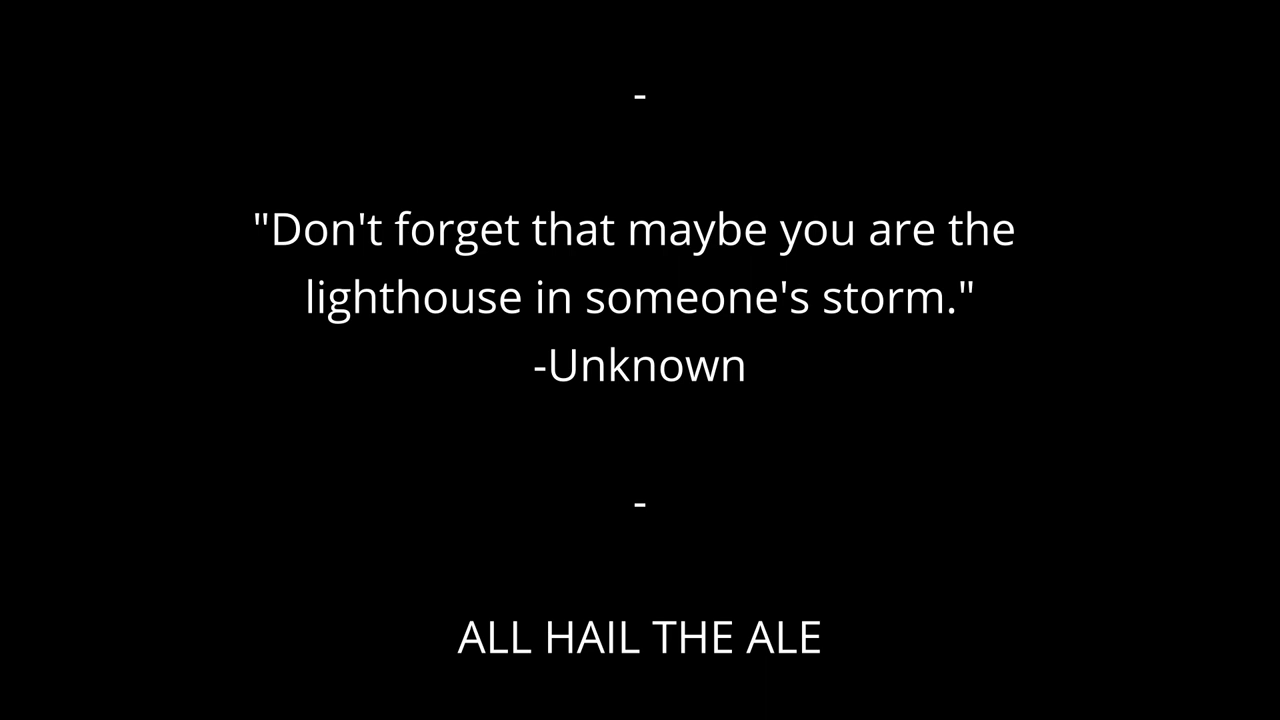 -
"Don't forget that maybe you are the
lighthouse in someone's storm."
-Unknown
-
ALL HAIL THE ALE